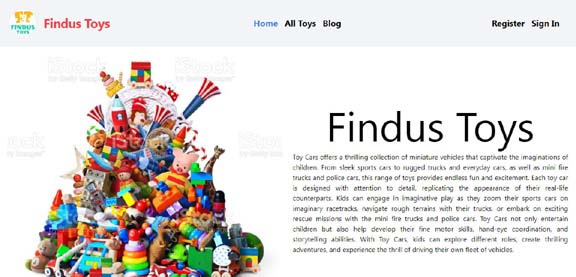 FINDUS
TOYS
Findus Toys
Home All Toys Blog
Register Sign In
iStock
by Getty Images
iStock
by Getty Images
iStock
iStock
Findus Toys
Toy Cars offers a thrilling collection of miniature vehicles that captivate the imaginations of
children. From sleek sports cars to rugged trucks and everyday cars, as well as mini fire
trucks and police cars, this range of toys provides endless fun and excitement. Each toy car
is designed with attention to detail, replicating the appearance of their real-life
counterparts. Kids can engage in imaginative play as they zoom their sports cars on
imaginary racetracks, navigate rough terrains with their trucks, or embark on exciting
rescue missions with the mini fire trucks and police cars. Toy Cars not only entertain
children but also help develop their fine motor skills, hand-eye coordination, and
storytelling abilities. With Toy Cars, kids can explore different roles, create thrilling
adventures, and experience the thrill of driving their own fleet of vehicles.